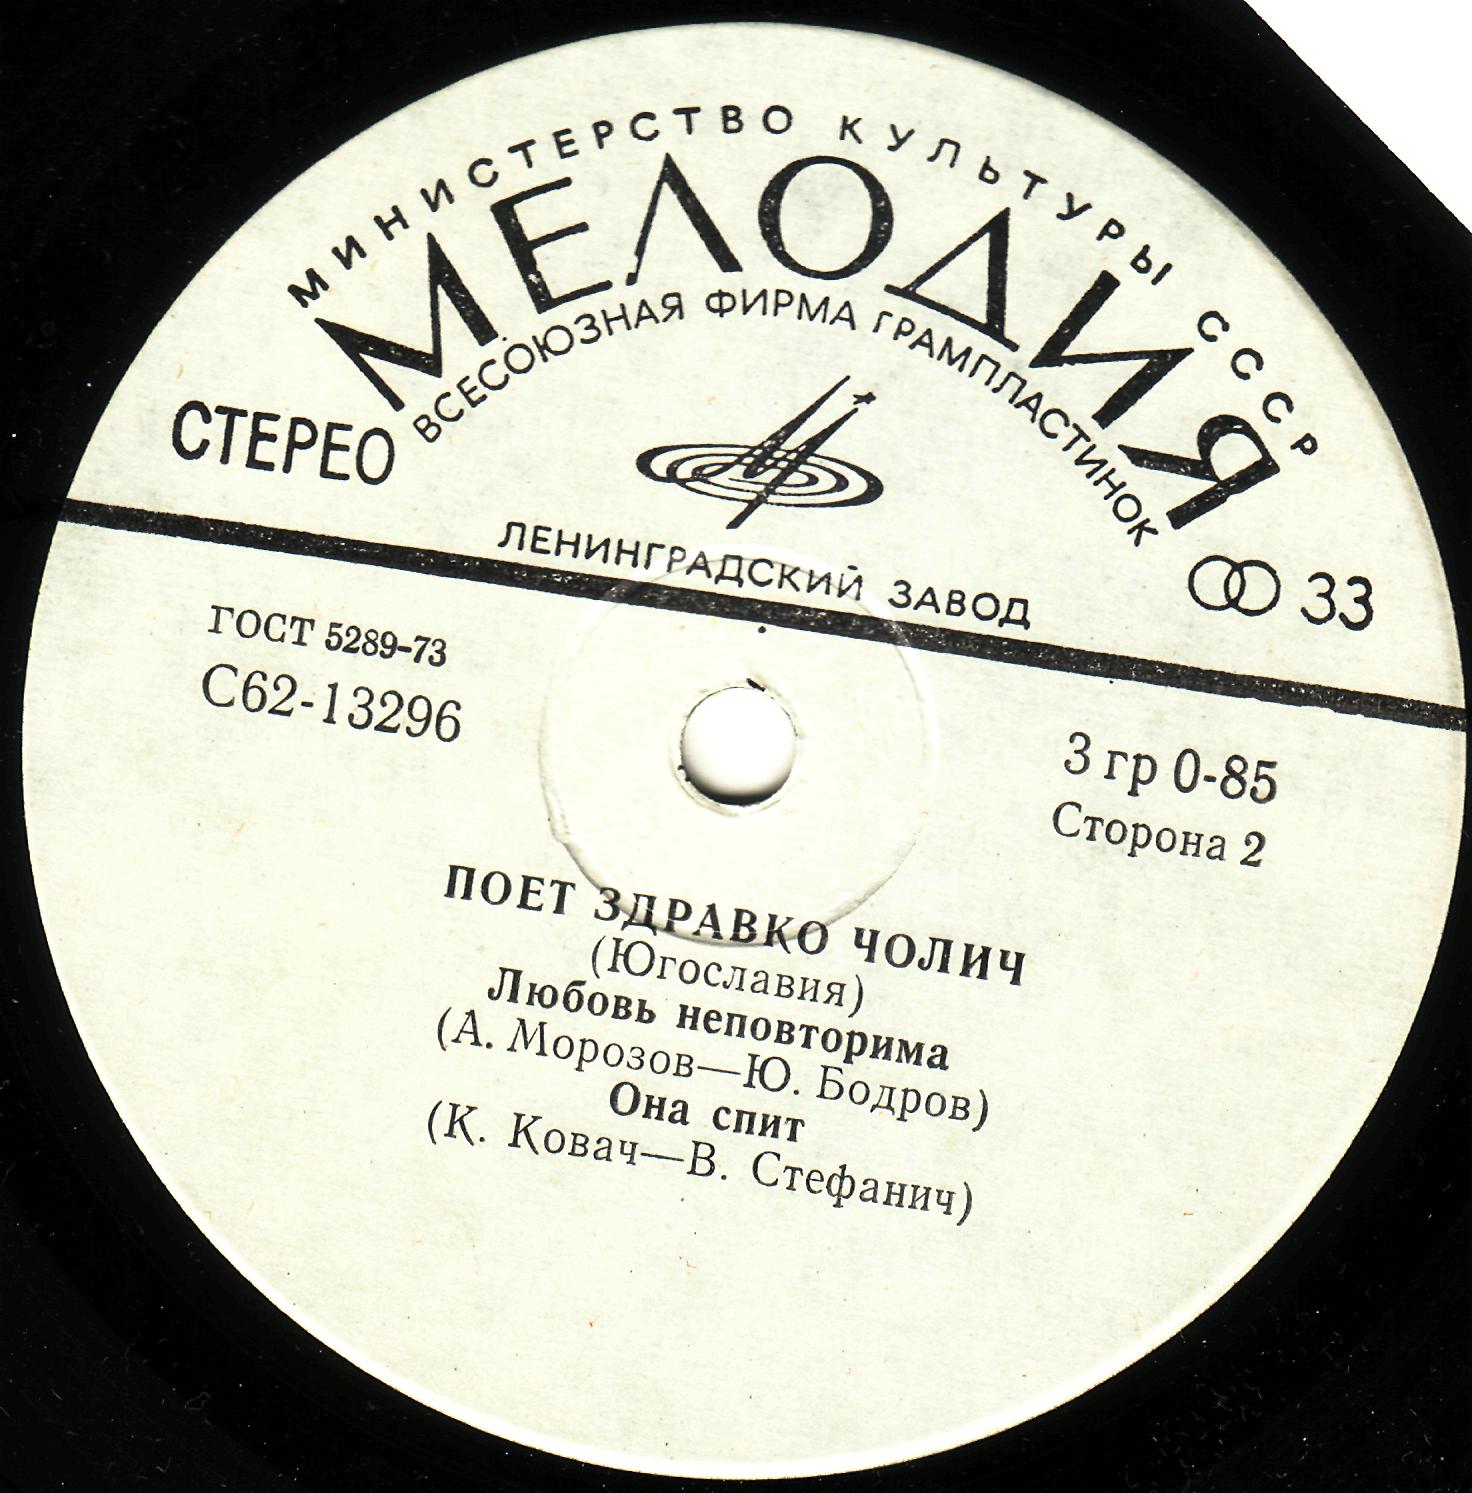 МИНИСТЕРСТВО КУЛЬТУРЫ СССР
МЕЛОДИЯ
ВСЕСОЮЗНАЯ ФИРМА ГРАМПЛАСТИНОК
СТЕРЕО
ЛЕНИНГРАДСКИЙ ЗАВОД
33
ГОСТ 5289-73
С62-13296
3 гр 0-85
Сторона 2
ПОЕТ ЗДРАВКО ЧОЛИЧ
(Югославия)
Любовь неповторима
(А. Морозов—Ю. Бодров)
Она спит
(К. Ковач—В. Стефанич)